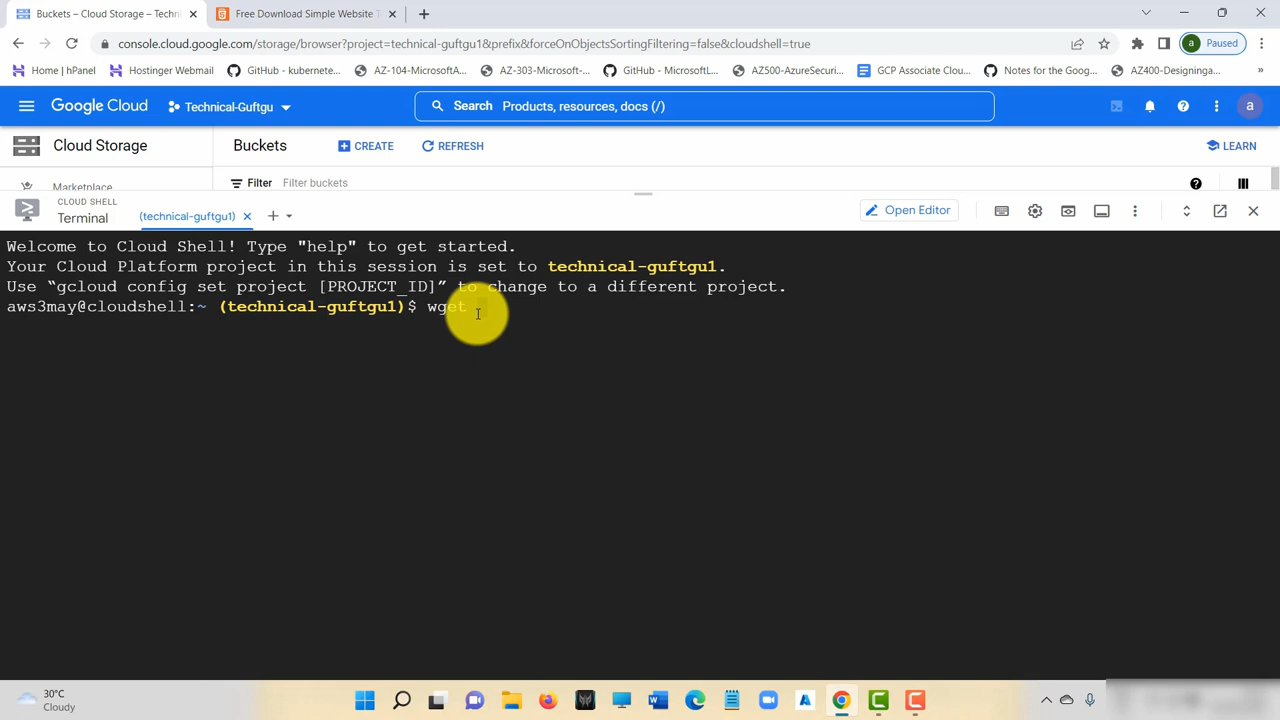 Buckets – Cloud Storage – Techni
Free Download Simple Website T
console.cloud.google.com/storage/browser?project=technical-guftgu1&prefix&forceOnObjectsSortingFiltering=false&cloudshell=true
Paused
Home | hPanel
Hostinger Webmail
GitHub - kubernete...
AZ-104-MicrosoftA...
AZ-303-Microsoft-...
GitHub - MicrosoftL...
AZ500-AzureSecuri...
GCP Associate Clou...
Notes for the Goog...
AZ400-Designinga...
Google Cloud
Technical-Guftgu
Search Products, resources, docs (/)
a
Cloud Storage
Buckets
CREATE
REFRESH
LEARN
Marketplace
Filter Filter buckets
CLOUD SHELL
Terminal
(technical-guftgu1)
Open Editor
Welcome to Cloud Shell! Type "help" to get started.
Your Cloud Platform project in this session is set to technical-guftgu1.
Use “gcloud config set project [PROJECT_ID]” to change to a different project.
aws3may@cloudshell:~ (technical-guftgu1)$ wget
30°C
Cloudy